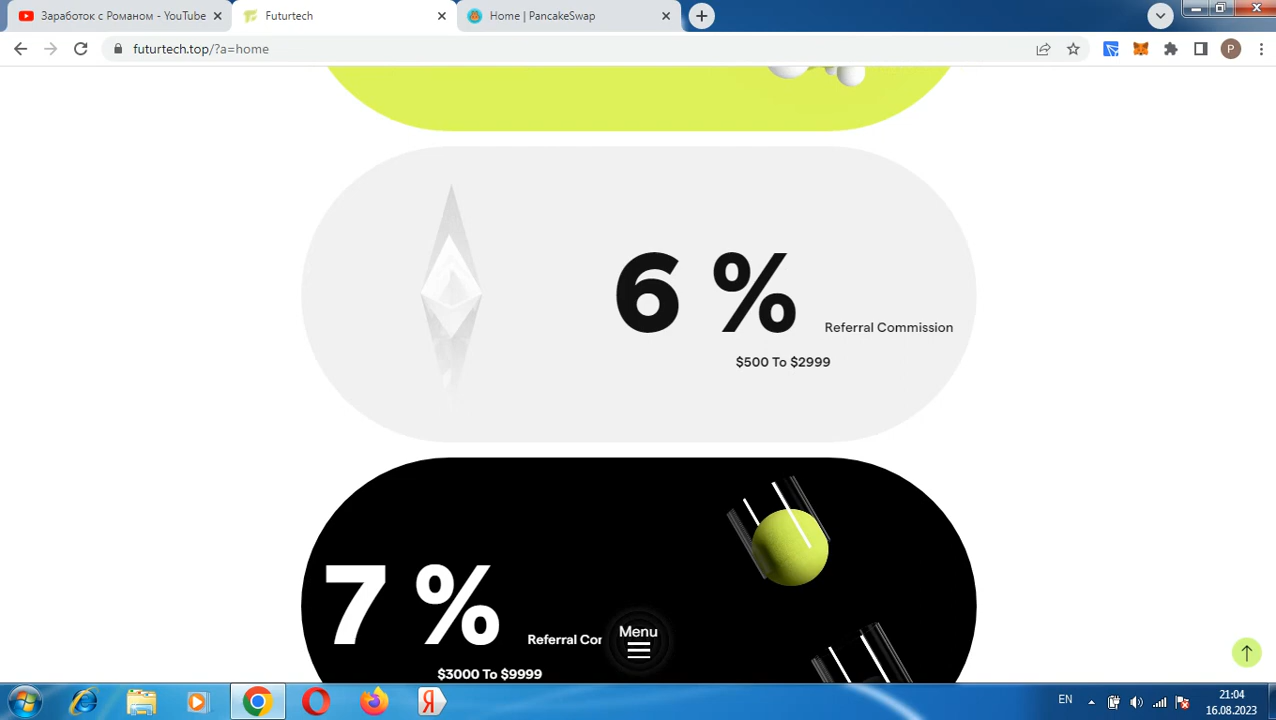 Заработок с Романом - YouTube
Futurtech
Home | PancakeSwap
futurtech.top/?a=home
P
6 %
Referral Commission
$500 To $2999
7 %
Referral Cor
$3000 To $9999
Menu
Я
EN
21:04
16.08.2023